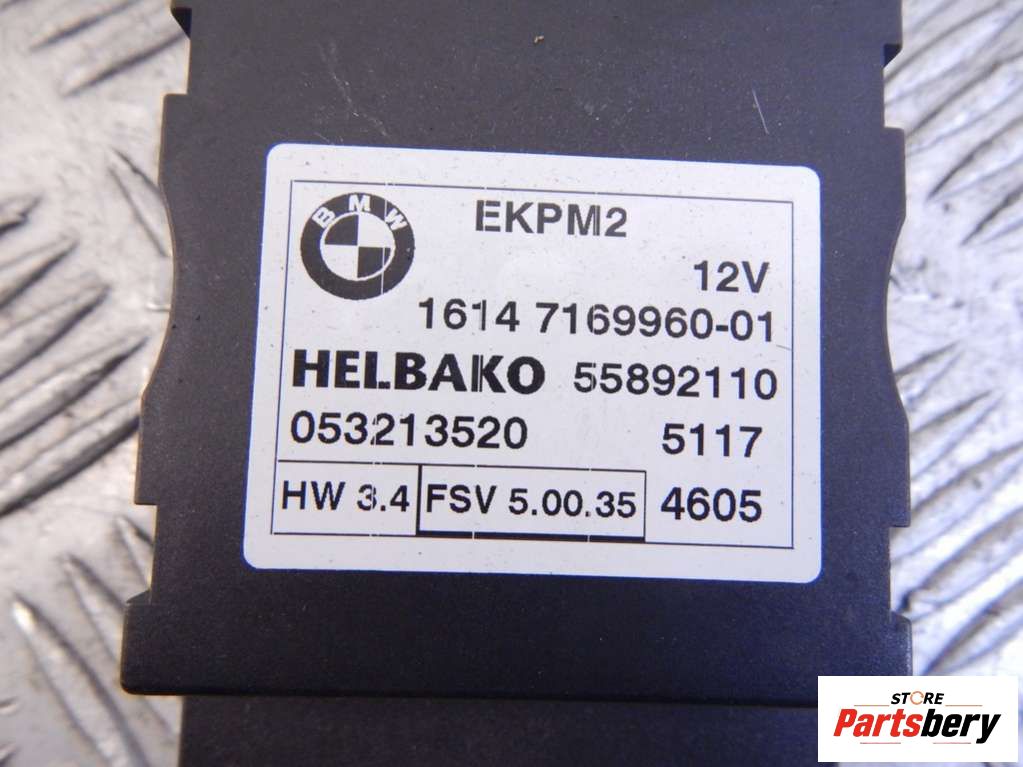 BMW
EKPM2
12V
1614 7169960-01
HELBAKO 55892110
053213520 5117
HW 3.4 FSV 5.00.35 4605
STORE
Partsbery